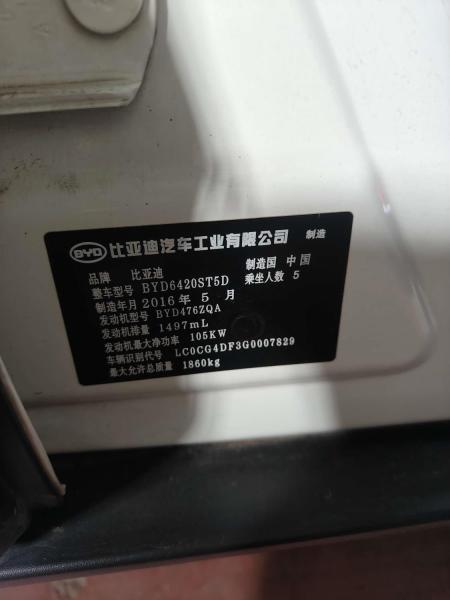 BYD 比亚迪汽车工业有限公司 制造
品牌 比亚迪 制造国 中国
整车型号 BYD6420ST5D 乘坐人数 5
制造年月 2016 年 5 月
发动机型号 BYD476ZQA
发动机排量 1497mL
发动机最大净功率 105KW
车辆识别代号 LC0CG4DF3G0007829
最大允许总质量 1860kg